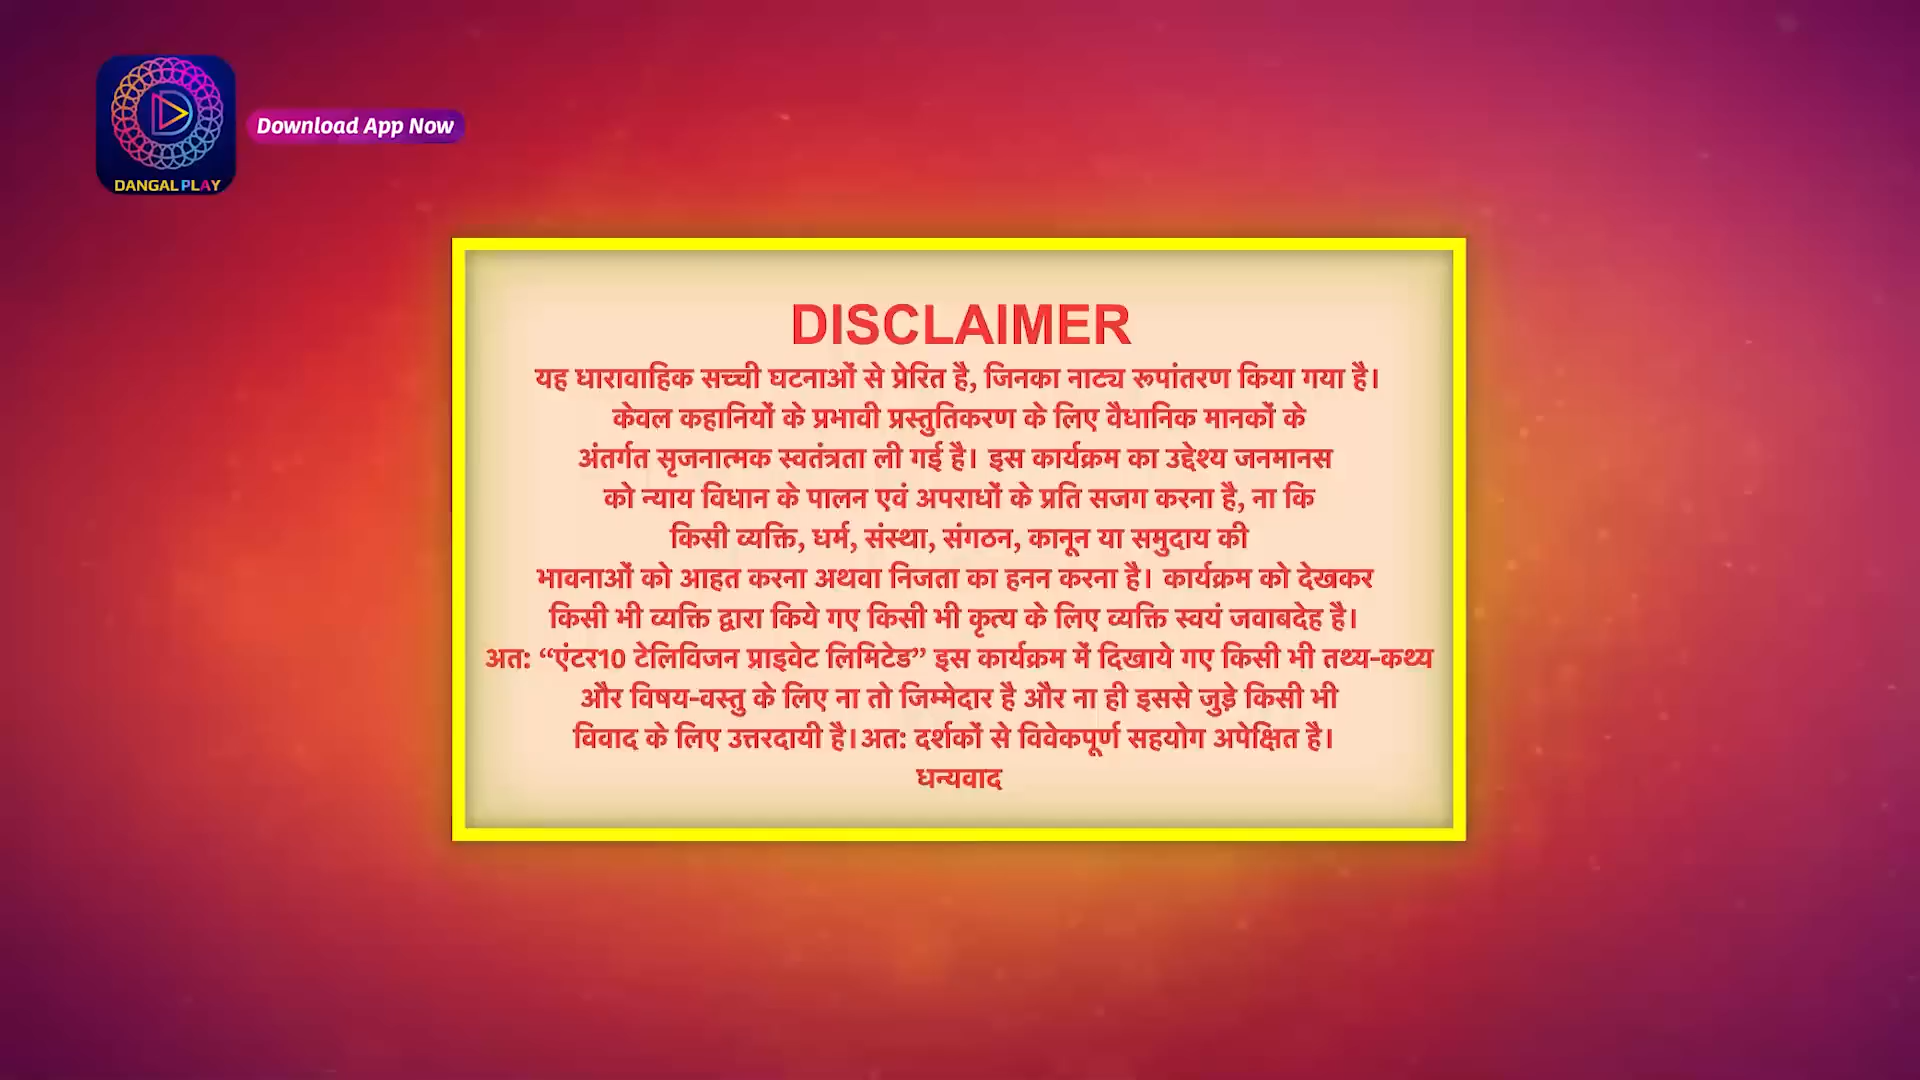 DANGAL PLAY
Download App Now
DISCLAIMER
यह धारावाहिक सच्ची घटनाओं से प्रेरित है, जिनका नाट्य रूपांतरण किया गया है।
केवल कहानियों के प्रभावी प्रस्तुतिकरण के लिए वैधानिक मानकों के
अंतर्गत सृजनात्मक स्वतंत्रता ली गई है। इस कार्यक्रम का उद्देश्य जनमानस
को न्याय विधान के पालन एवं अपराधों के प्रति सजग करना है, ना कि
किसी व्यक्ति, धर्म, संस्था, संगठन, कानून या समुदाय की
भावनाओं को आहत करना अथवा निजता का हनन करना है। कार्यक्रम को देखकर
किसी भी व्यक्ति द्वारा किये गए किसी भी कृत्य के लिए व्यक्ति स्वयं जवाबदेह है।
अत: “एंटर10 टेलिविजन प्राइवेट लिमिटेड” इस कार्यक्रम में दिखाये गए किसी भी तथ्य-कथ्य
और विषय-वस्तु के लिए ना तो जिम्मेदार है और ना ही इससे जुड़े किसी भी
विवाद के लिए उत्तरदायी है।अत: दर्शकों से विवेकपूर्ण सहयोग अपेक्षित है।
धन्यवाद